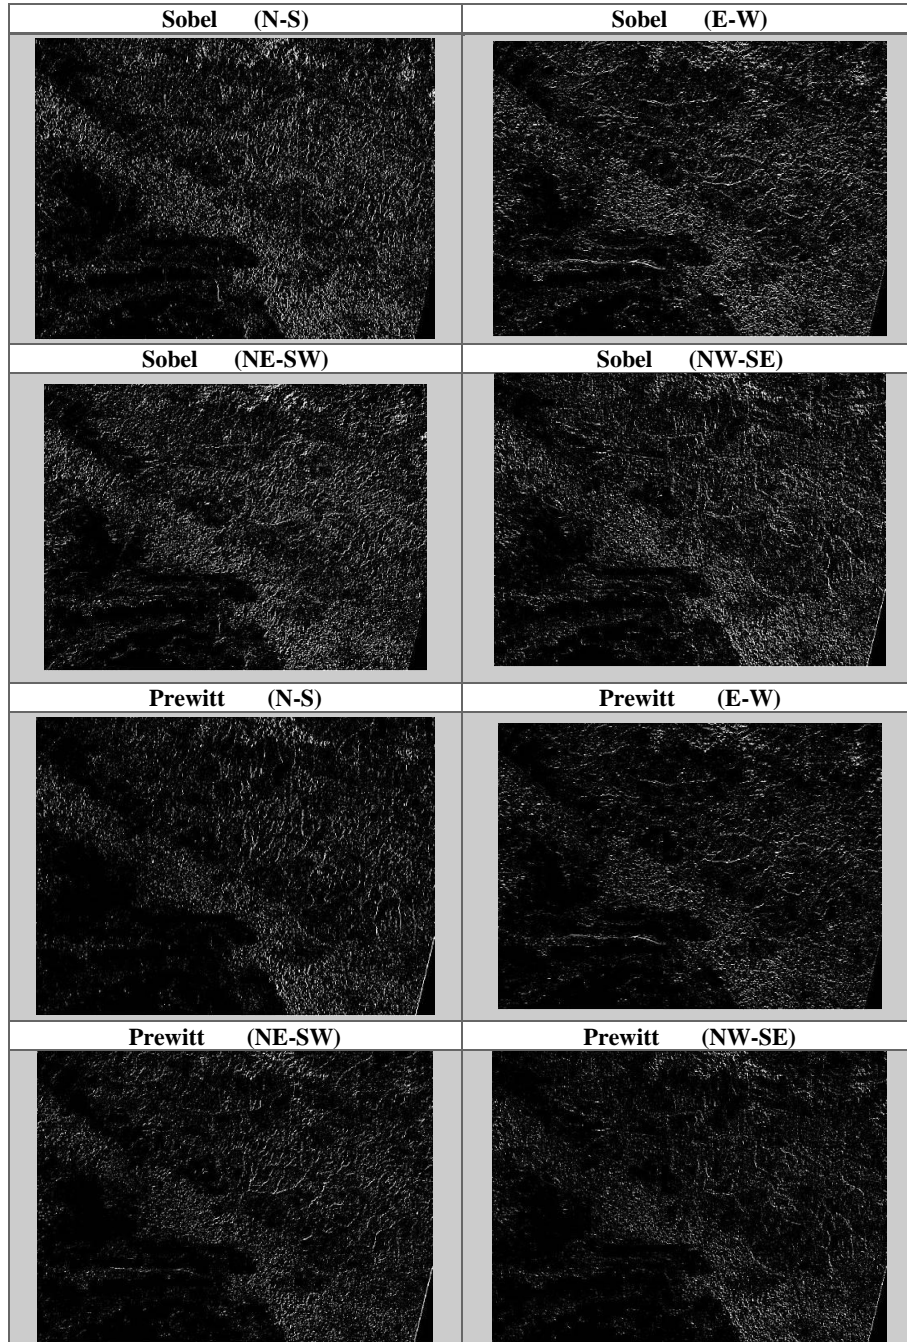 Sobel (N-S)
Sobel (E-W)
Sobel (NE-SW)
Sobel (NW-SE)
Prewitt (N-S)
Prewitt (E-W)
Prewitt (NE-SW)
Prewitt (NW-SE)